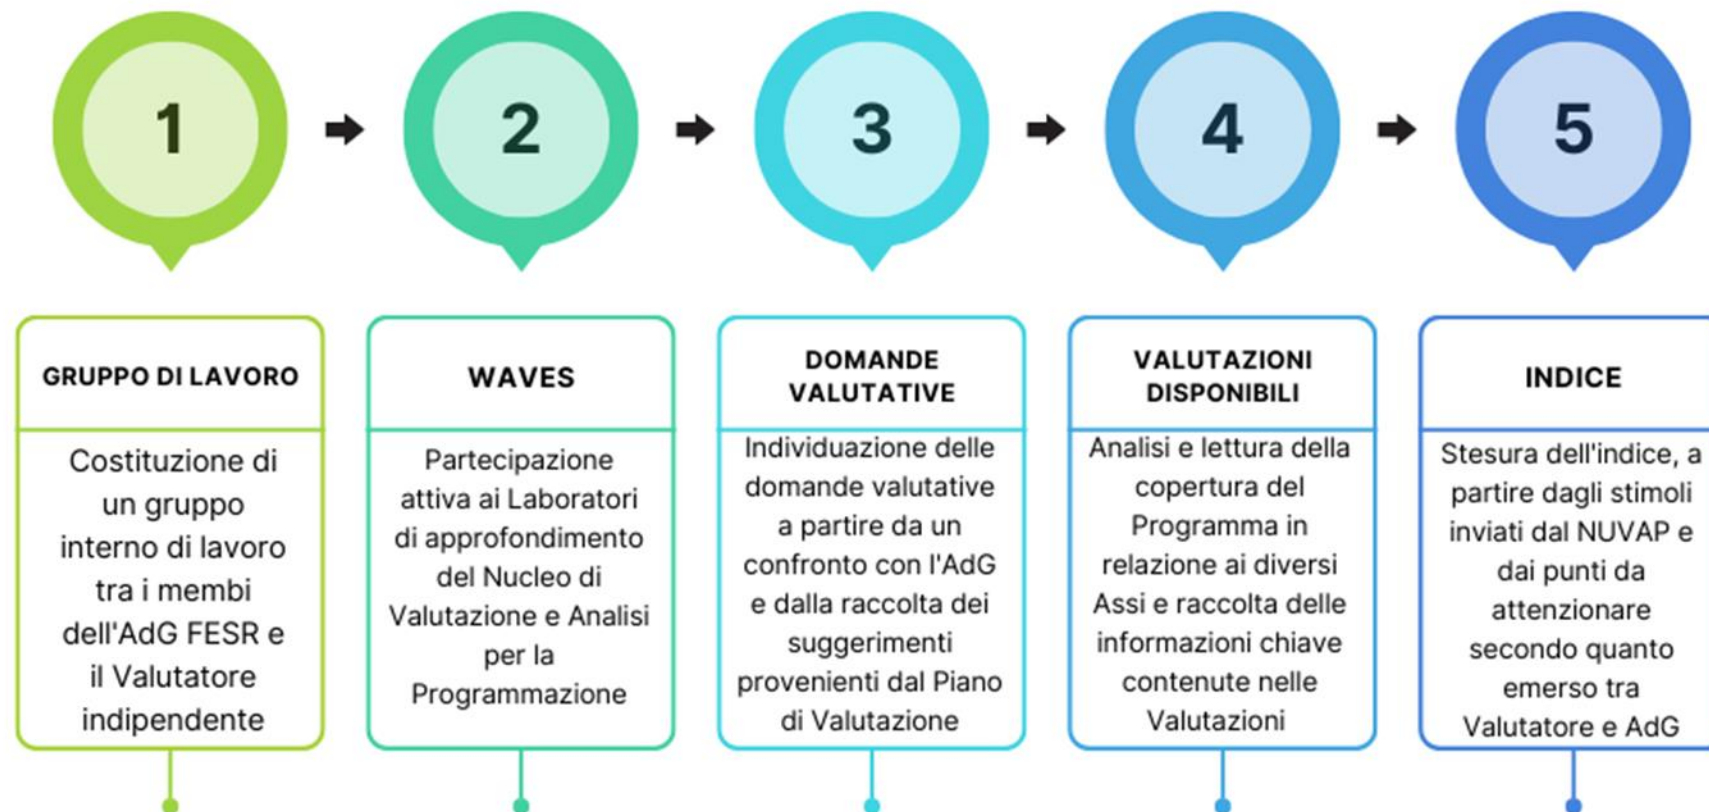 1
2
3
4
5
GRUPPO DI LAVORO
Costituzione di
un gruppo
interno di lavoro
tra i membi
dell'AdG FESR e
il Valutatore
indipendente
WAVES
Partecipazione
attiva ai Laboratori
di approfondimento
del Nucleo di
Valutazione e Analisi
per la
Programmazione
DOMANDE
VALUTATIVE
Individuazione delle
domande valutative
a partire da un
confronto con l'AdG
e dalla raccolta dei
suggerimenti
provenienti dal Piano
di Valutazione
VALUTAZIONI
DISPONIBILI
Analisi e lettura della
copertura del
Programma in
relazione ai diversi
Assi e raccolta delle
informazioni chiave
contenute nelle
Valutazioni
INDICE
Stesura dell'indice, a
partire dagli stimoli
inviati dal NUVAP e
dai punti da
attenzionare
secondo quanto
emerso tra
Valutatore e AdG